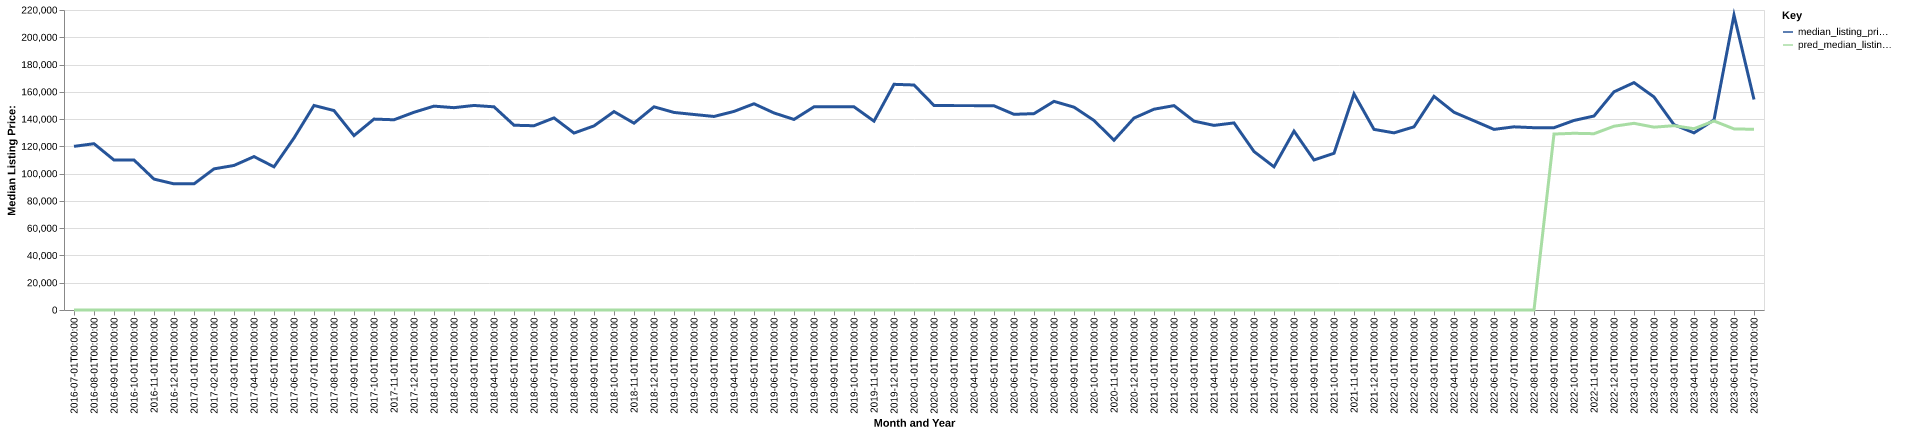 220,000
200,000
180,000
160,000
140,000
120,000
100,000
80,000
60,000
40,000
20,000
0
Median Listing Price:
2016-07-01T00:00:00
2016-08-01T00:00:00
2016-09-01T00:00:00
2016-10-01T00:00:00
2016-11-01T00:00:00
2016-12-01T00:00:00
2017-01-01T00:00:00
2017-02-01T00:00:00
2017-03-01T00:00:00
2017-04-01T00:00:00
2017-05-01T00:00:00
2017-06-01T00:00:00
2017-07-01T00:00:00
2017-08-01T00:00:00
2017-09-01T00:00:00
2017-10-01T00:00:00
2017-11-01T00:00:00
2017-12-01T00:00:00
2018-01-01T00:00:00
2018-02-01T00:00:00
2018-03-01T00:00:00
2018-04-01T00:00:00
2018-05-01T00:00:00
2018-06-01T00:00:00
2018-07-01T00:00:00
2018-08-01T00:00:00
2018-09-01T00:00:00
2018-10-01T00:00:00
2018-11-01T00:00:00
2018-12-01T00:00:00
2019-01-01T00:00:00
2019-02-01T00:00:00
2019-03-01T00:00:00
2019-04-01T00:00:00
2019-05-01T00:00:00
2019-06-01T00:00:00
2019-07-01T00:00:00
2019-08-01T00:00:00
2019-09-01T00:00:00
2019-10-01T00:00:00
2019-11-01T00:00:00
2019-12-01T00:00:00
2020-01-01T00:00:00
2020-02-01T00:00:00
2020-03-01T00:00:00
2020-04-01T00:00:00
2020-05-01T00:00:00
2020-06-01T00:00:00
2020-07-01T00:00:00
2020-08-01T00:00:00
2020-09-01T00:00:00
2020-10-01T00:00:00
2020-11-01T00:00:00
2020-12-01T00:00:00
2021-01-01T00:00:00
2021-02-01T00:00:00
2021-03-01T00:00:00
2021-04-01T00:00:00
2021-05-01T00:00:00
2021-06-01T00:00:00
2021-07-01T00:00:00
2021-08-01T00:00:00
2021-09-01T00:00:00
2021-10-01T00:00:00
2021-11-01T00:00:00
2021-12-01T00:00:00
2022-01-01T00:00:00
2022-02-01T00:00:00
2022-03-01T00:00:00
2022-04-01T00:00:00
2022-05-01T00:00:00
2022-06-01T00:00:00
2022-07-01T00:00:00
2022-08-01T00:00:00
2022-09-01T00:00:00
2022-10-01T00:00:00
2022-11-01T00:00:00
2022-12-01T00:00:00
2023-01-01T00:00:00
2023-02-01T00:00:00
2023-03-01T00:00:00
2023-04-01T00:00:00
2023-05-01T00:00:00
2023-06-01T00:00:00
2023-07-01T00:00:00
Month and Year
Key
median_listing_pri…
pred_median_listin…